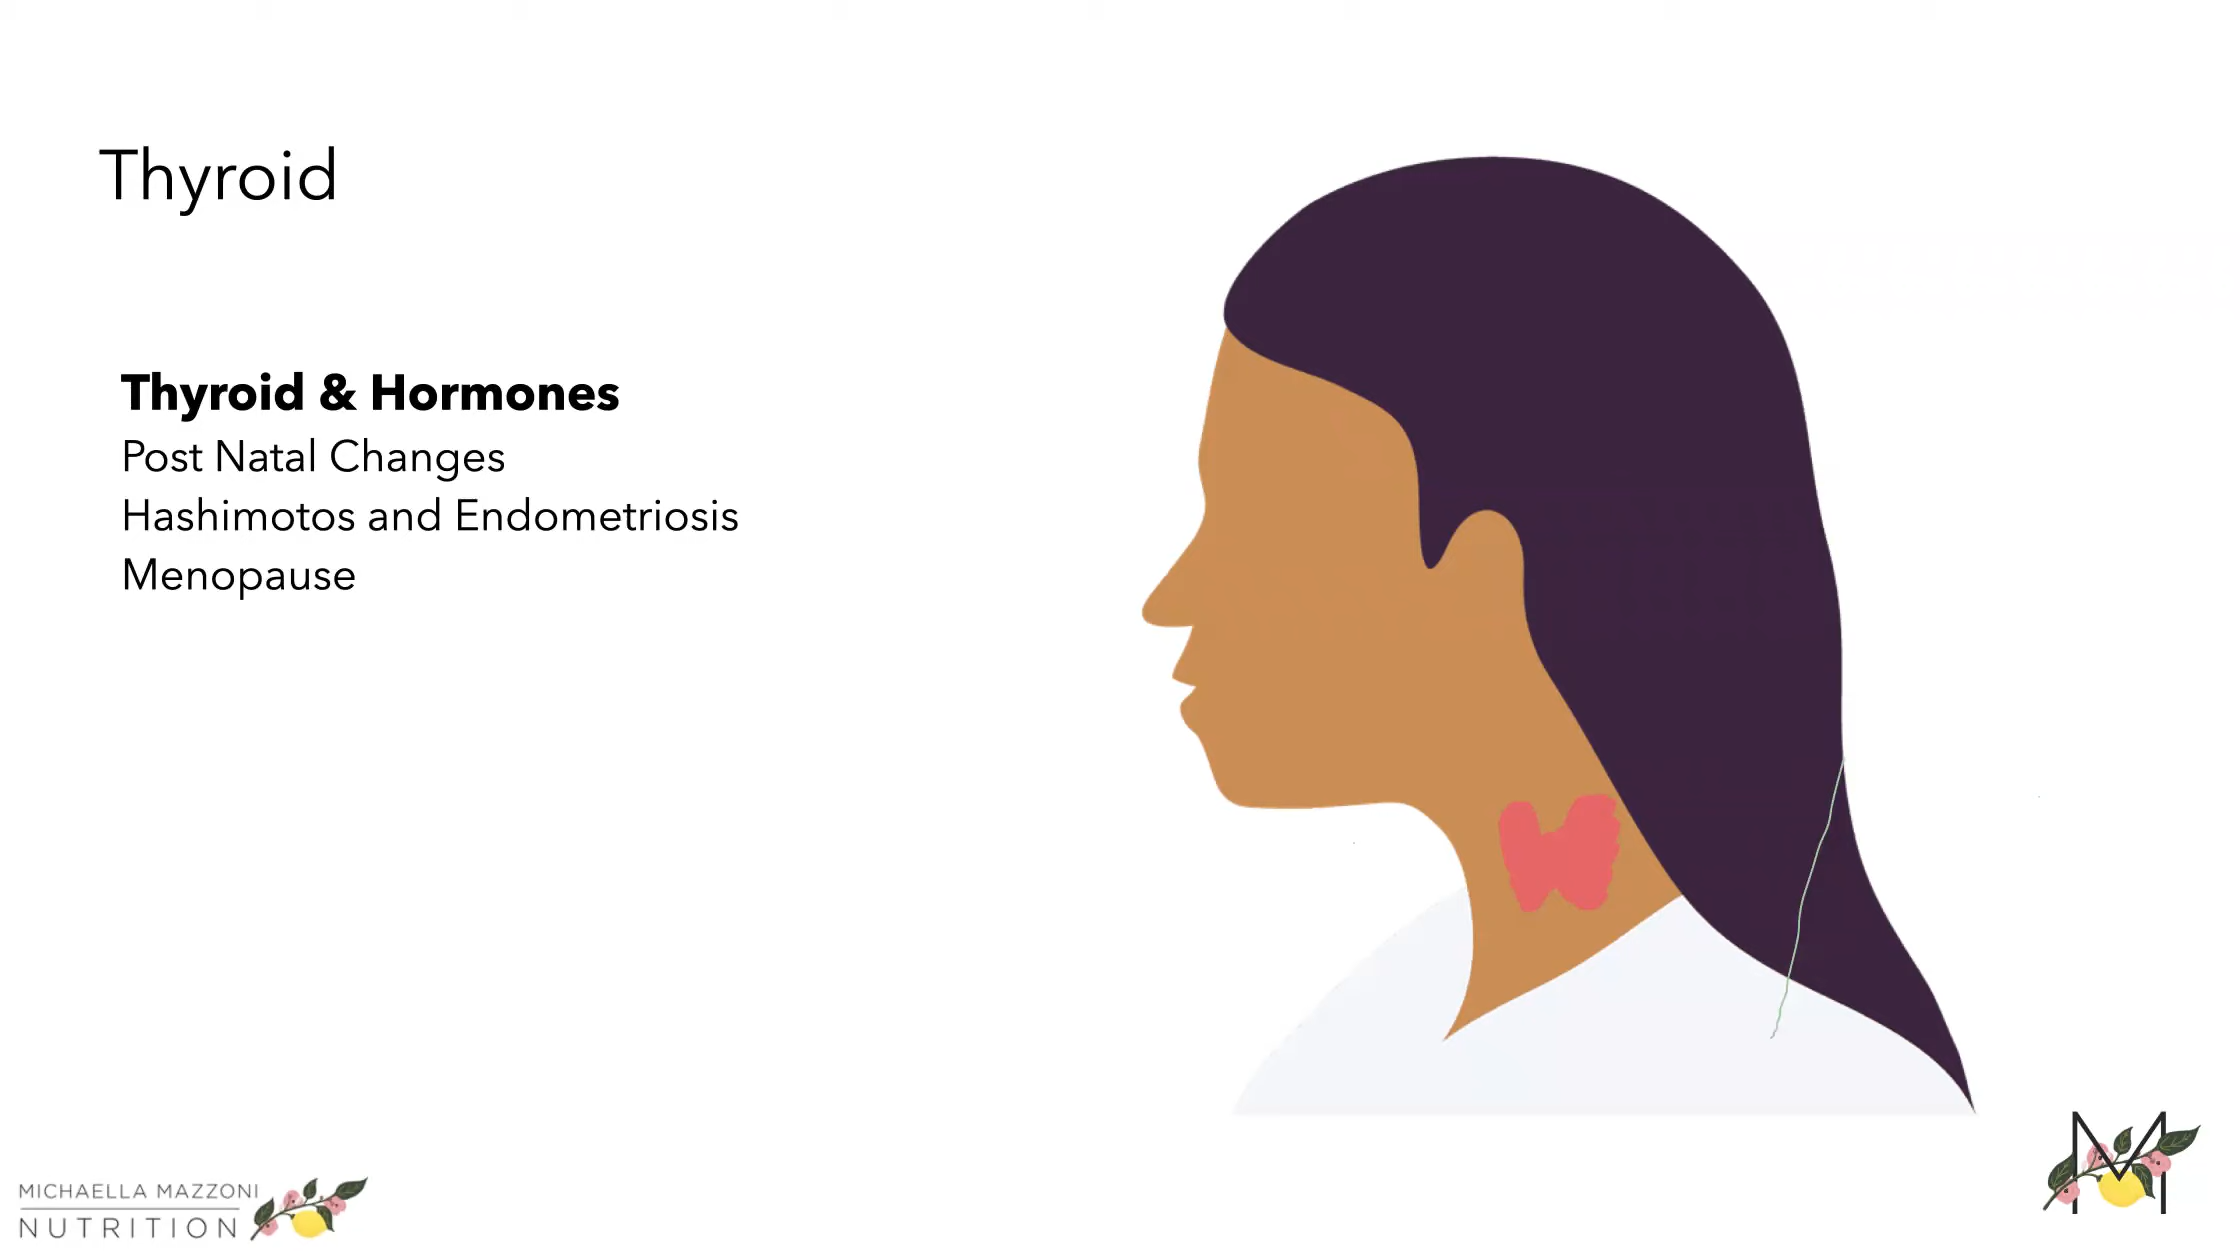 Thyroid
Thyroid & Hormones
Post Natal Changes
Hashimotos and Endometriosis
Menopause
MICHAELLA MAZZONI
NUTRITION
M